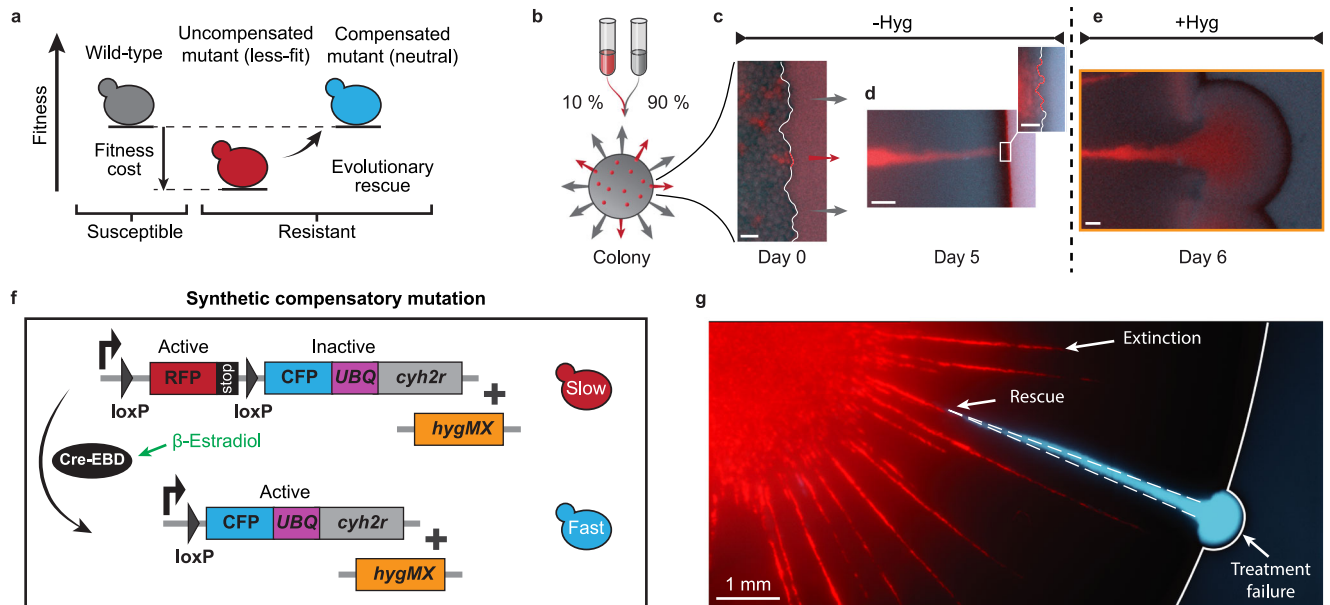 a
Fitness
Wild-type
Uncompensated
mutant (less-fit)
Compensated
mutant (neutral)
Fitness
cost
Evolutionary
rescue
Susceptible
Resistant
b
10 %
90 %
Colony
c
-Hyg
d
Day 0
Day 5
e
+Hyg
Day 6
f
Synthetic compensatory mutation
Active
Inactive
RFP
stop
CFP
UBQ
cyh2r
loxP
loxP
+
hygMX
Slow
Cre-EBD
β-Estradiol
Active
CFP
UBQ
cyh2r
loxP
+
hygMX
Fast
g
Extinction
Rescue
Treatment
failure
1 mm